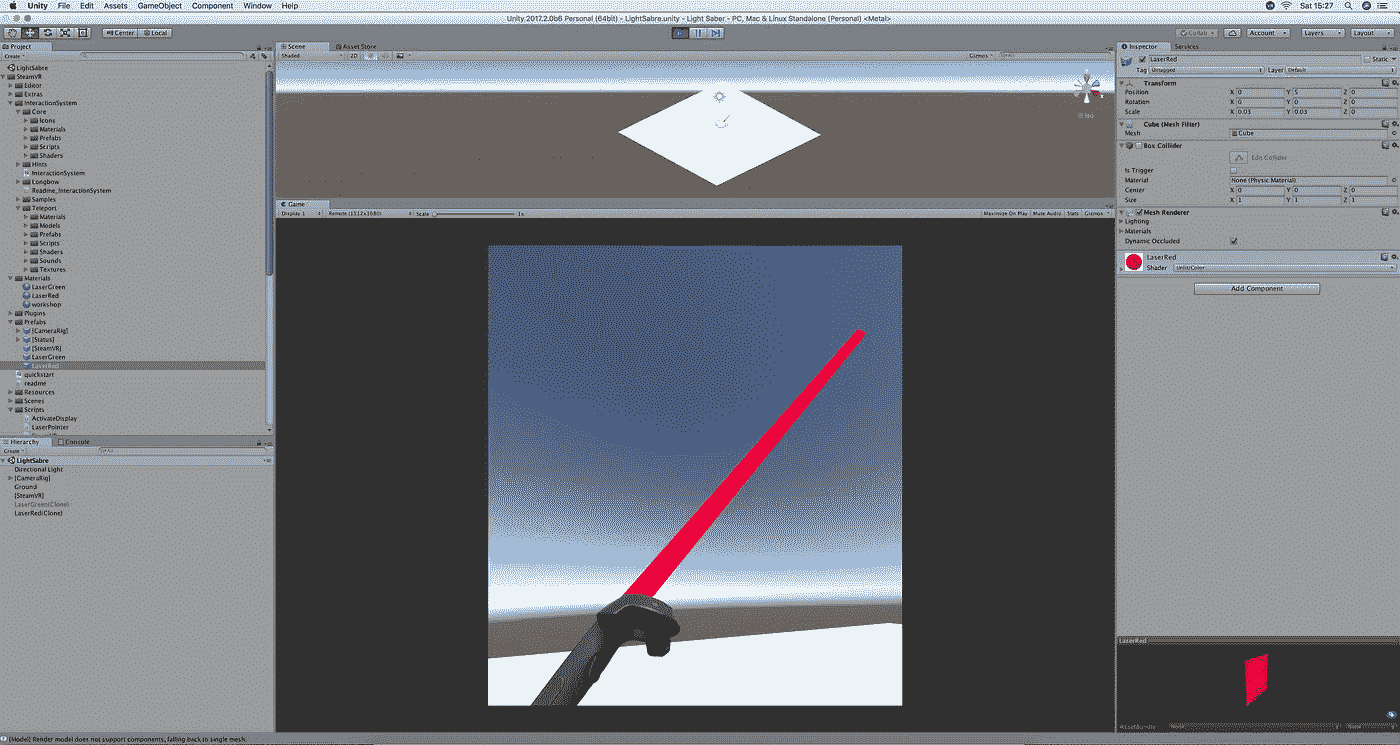 Unity File Edit Assets GameObject Component Window Help
Sat 15:27
Unity 2017.2.0b6 Personal (64bit) - LightSabre.unity - Light Saber - PC, Mac & Linux Standalone (Personal) <Metal>
Center Local
Collab Account Layers Layout
Project
Create
LightSabre
SteamVR
Editor
Extras
InteractionSystem
Core
Icons
Materials
Prefabs
Scripts
Shaders
Hints
InteractionSystem
Longbow
Readme_InteractionSystem
Samples
Teleport
Materials
Models
Prefabs
Scripts
Shaders
Sounds
Textures
Materials
LaserGreen
LaserRed
workshop
Plugins
Prefabs
[CameraRig]
[Status]
[SteamVR]
LaserGreen
LaserRed
quickstart
readme
Resources
Scenes
Scripts
ActivateDisplay
LaserPointer
Hierarchy Console
Create
LightSabre
Directional Light
[CameraRig]
Ground
[SteamVR]
LaserGreen(Clone)
LaserRed(Clone)
Scene Asset Store
Shaded 2D Gizmos
Iso
Game
Display 1 Remote (1512x1680) Scale 1x Maximize On Play Mute Audio Stats Gizmos
Inspector Services
LaserRed Static
Tag Untagged Layer Default
Transform
Position X 0 Y 5 Z 0
Rotation X 0 Y 0 Z 0
Scale X 0.03 Y 0.03 Z 0
Cube (Mesh Filter)
Mesh Cube
Box Collider
Edit Collider
Is Trigger
Material None (Physic Material)
Center X 0 Y 0 Z 0
Size X 1 Y 1 Z 1
Mesh Renderer
Lighting
Materials
Dynamic Occluded
LaserRed
Shader Unlit/Color
Add Component
LaserRed
AssetBundle None None
[Model] Render model does not support components, falling back to single mesh.